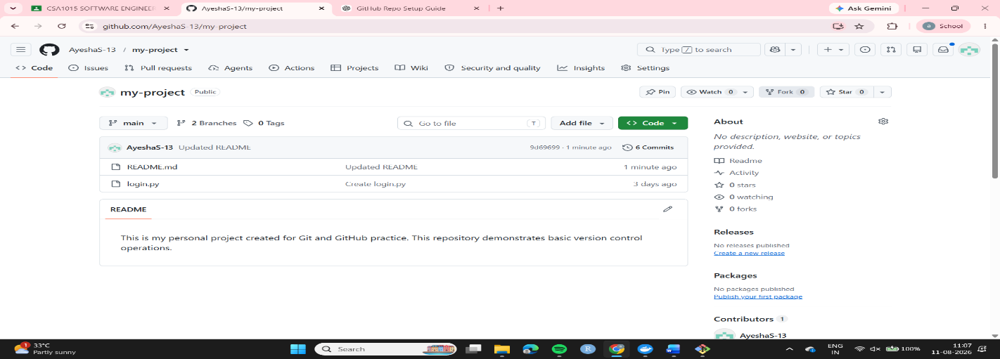 CSA1015 SOFTWARE ENGINEER
AyeshaS-13/my-project
GitHub Repo Setup Guide
Ask Gemini
github.com/AyeshaS-13/my-project
a School
AyeshaS-13 / my-project
Type / to search
Code Issues Pull requests Agents Actions Projects Wiki Security and quality Insights Settings
my-project Public
Pin Watch 0 Fork 0 Star 0
main 2 Branches 0 Tags Go to file T Add file Code
AyeshaS-13 Updated README 9d69699 · 1 minute ago 6 Commits
README.md Updated README 1 minute ago
login.py Create login.py 3 days ago
README
This is my personal project created for Git and GitHub practice. This repository demonstrates basic version control
operations.
About
No description, website, or topics
provided.
Readme
Activity
0 stars
0 watching
0 forks
Releases
No releases published
Create a new release
Packages
No packages published
Publish your first package
Contributors 1
AyeshaS-13
1
33°C
Partly sunny
Search
R
W
ENG
IN
100%
11:07
11-08-2026